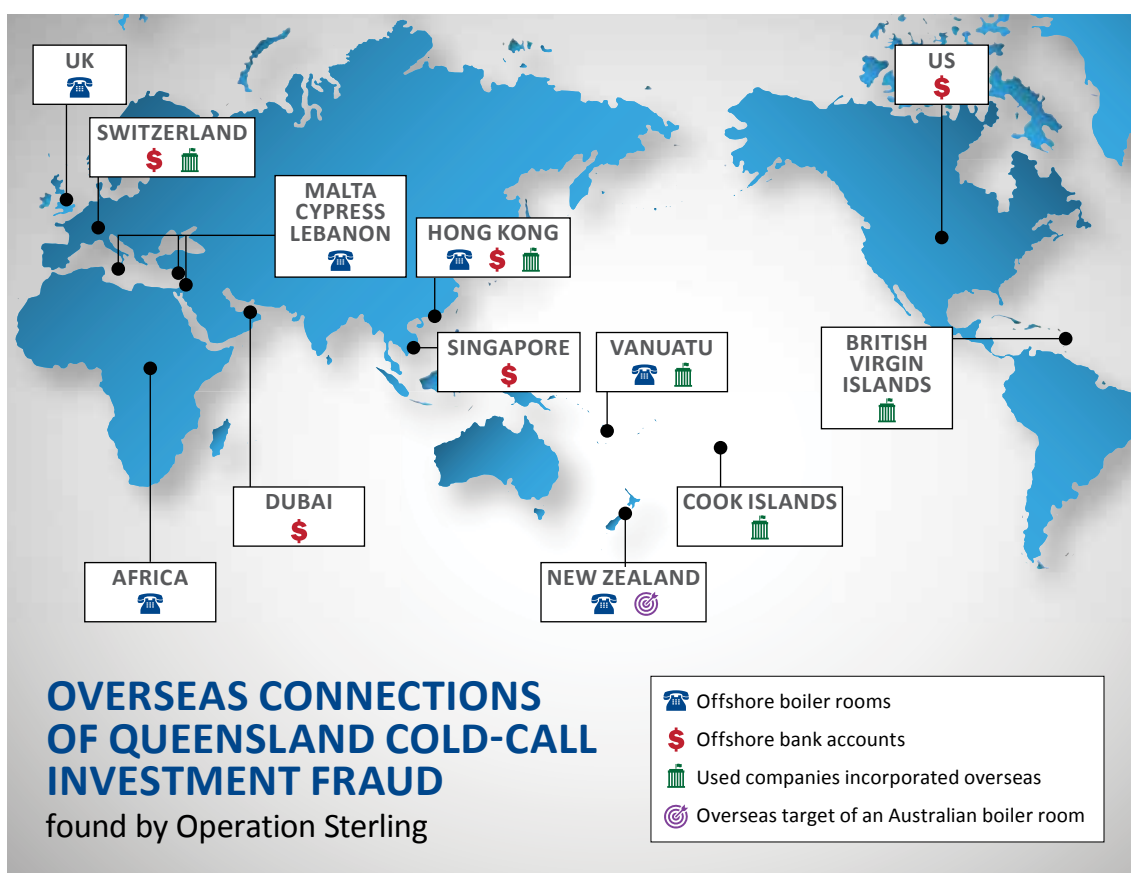 UK
US
SWITZERLAND
MALTA
CYPRESS
LEBANON
HONG KONG
SINGAPORE
VANUATU
BRITISH
VIRGIN
ISLANDS
DUBAI
COOK ISLANDS
AFRICA
NEW ZEALAND
OVERSEAS CONNECTIONS
OF QUEENSLAND COLD-CALL
INVESTMENT FRAUD
found by Operation Sterling
Offshore boiler rooms
$ Offshore bank accounts
Used companies incorporated overseas
Overseas target of an Australian boiler room